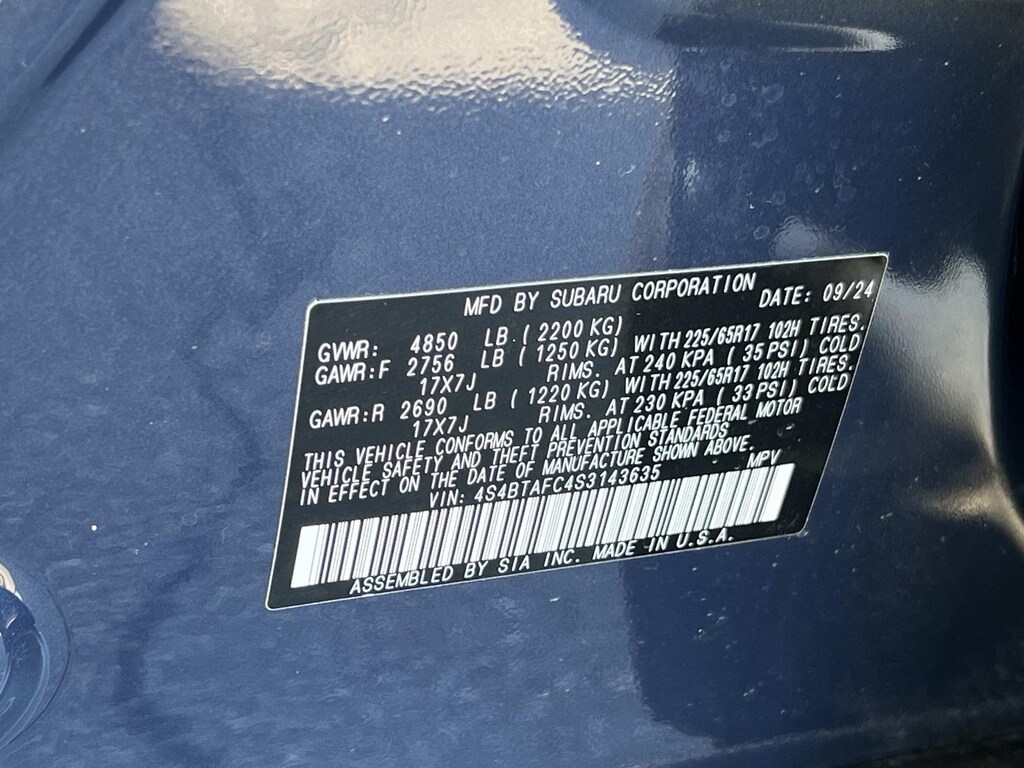 MFD BY SUBARU CORPORATION DATE: 09/24
GVWR: 4850 LB (2200 KG)
GAWR:F 2756 LB (1250 KG) WITH 225/65R17 102H TIRES.
17X7J RIMS. AT 240 KPA (35 PSI) COLD
GAWR:R 2690 LB (1220 KG) WITH 225/65R17 102H TIRES.
17X7J RIMS. AT 230 KPA (33 PSI) COLD
THIS VEHICLE CONFORMS TO ALL APPLICABLE FEDERAL MOTOR
VEHICLE SAFETY AND THEFT PREVENTION STANDARDS
IN EFFECT ON THE DATE OF MANUFACTURE SHOWN ABOVE.
VIN: 4S4BTAFC4S3143635 MPV
ASSEMBLED BY SIA INC. MADE IN U.S.A.